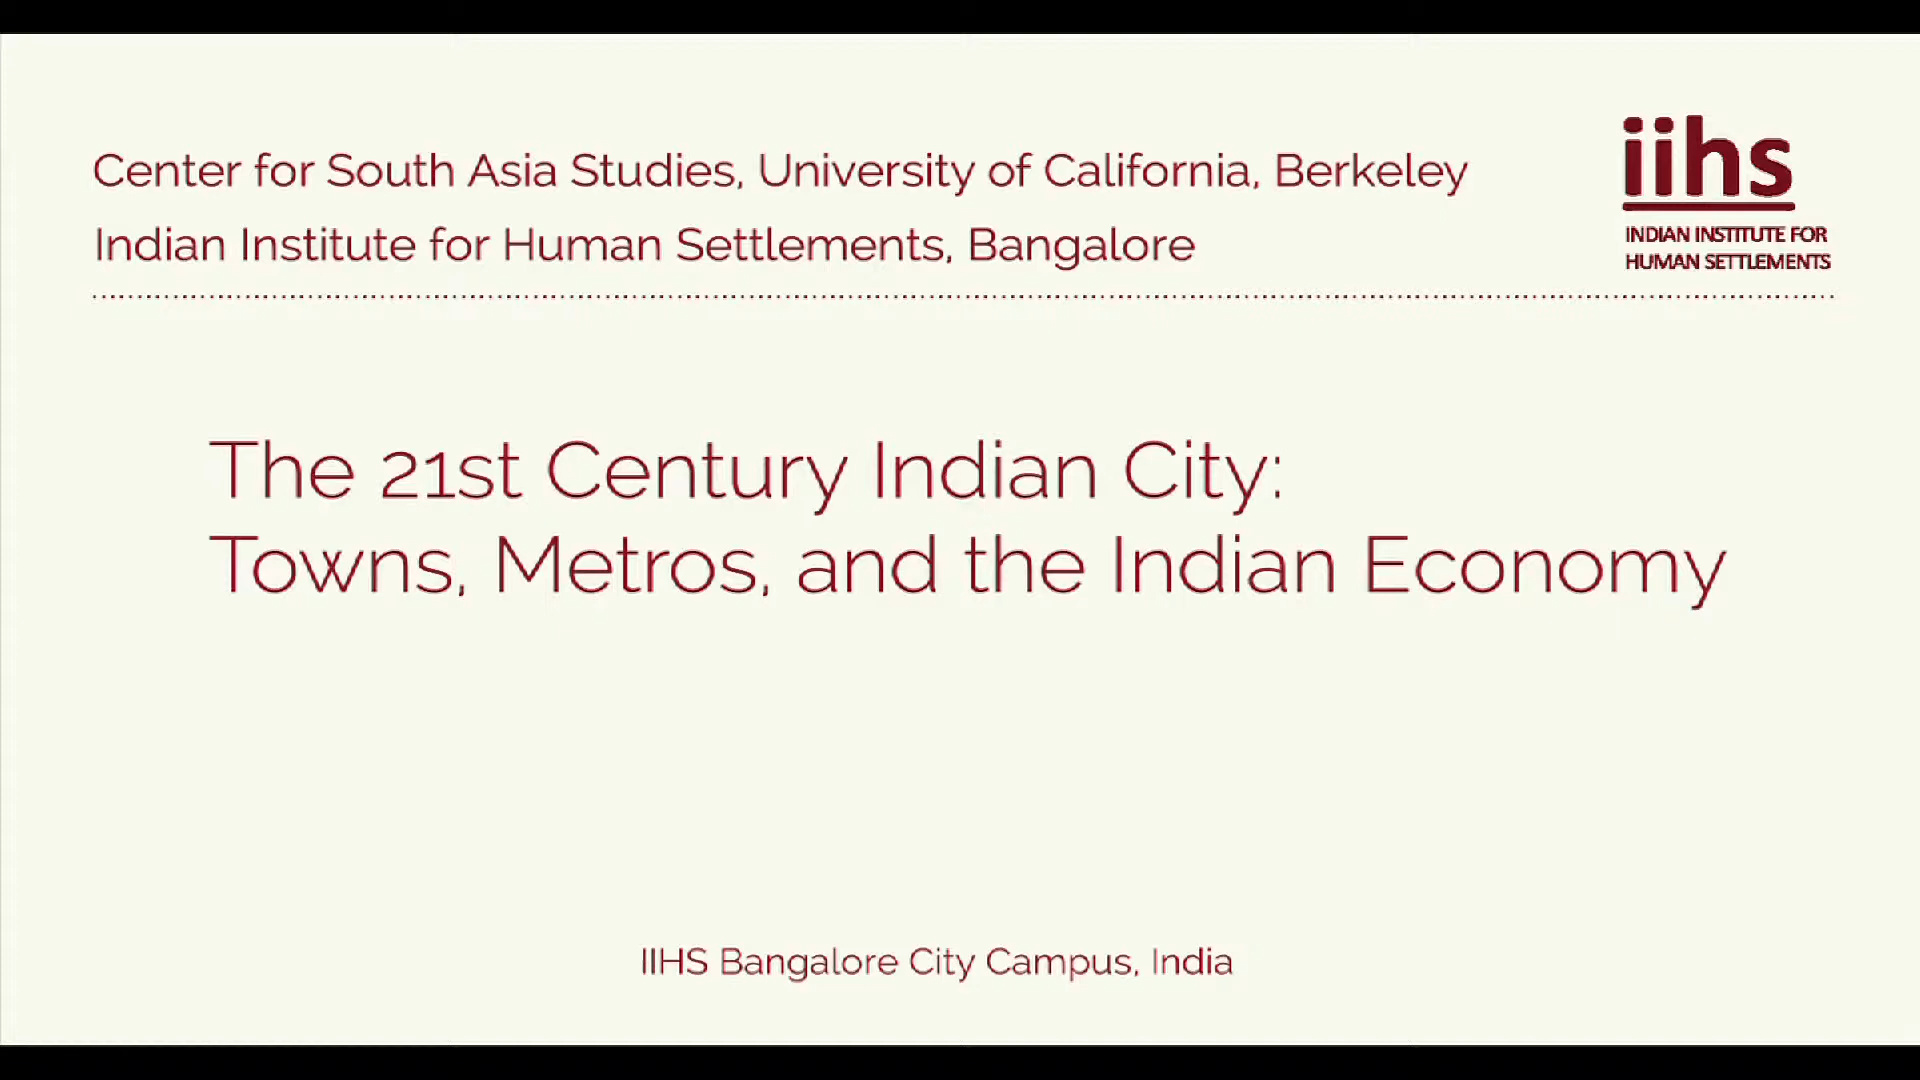 Center for South Asia Studies, University of California, Berkeley
Indian Institute for Human Settlements, Bangalore
iihs
INDIAN INSTITUTE FOR
HUMAN SETTLEMENTS
The 21st Century Indian City:
Towns, Metros, and the Indian Economy
IIHS Bangalore City Campus, India